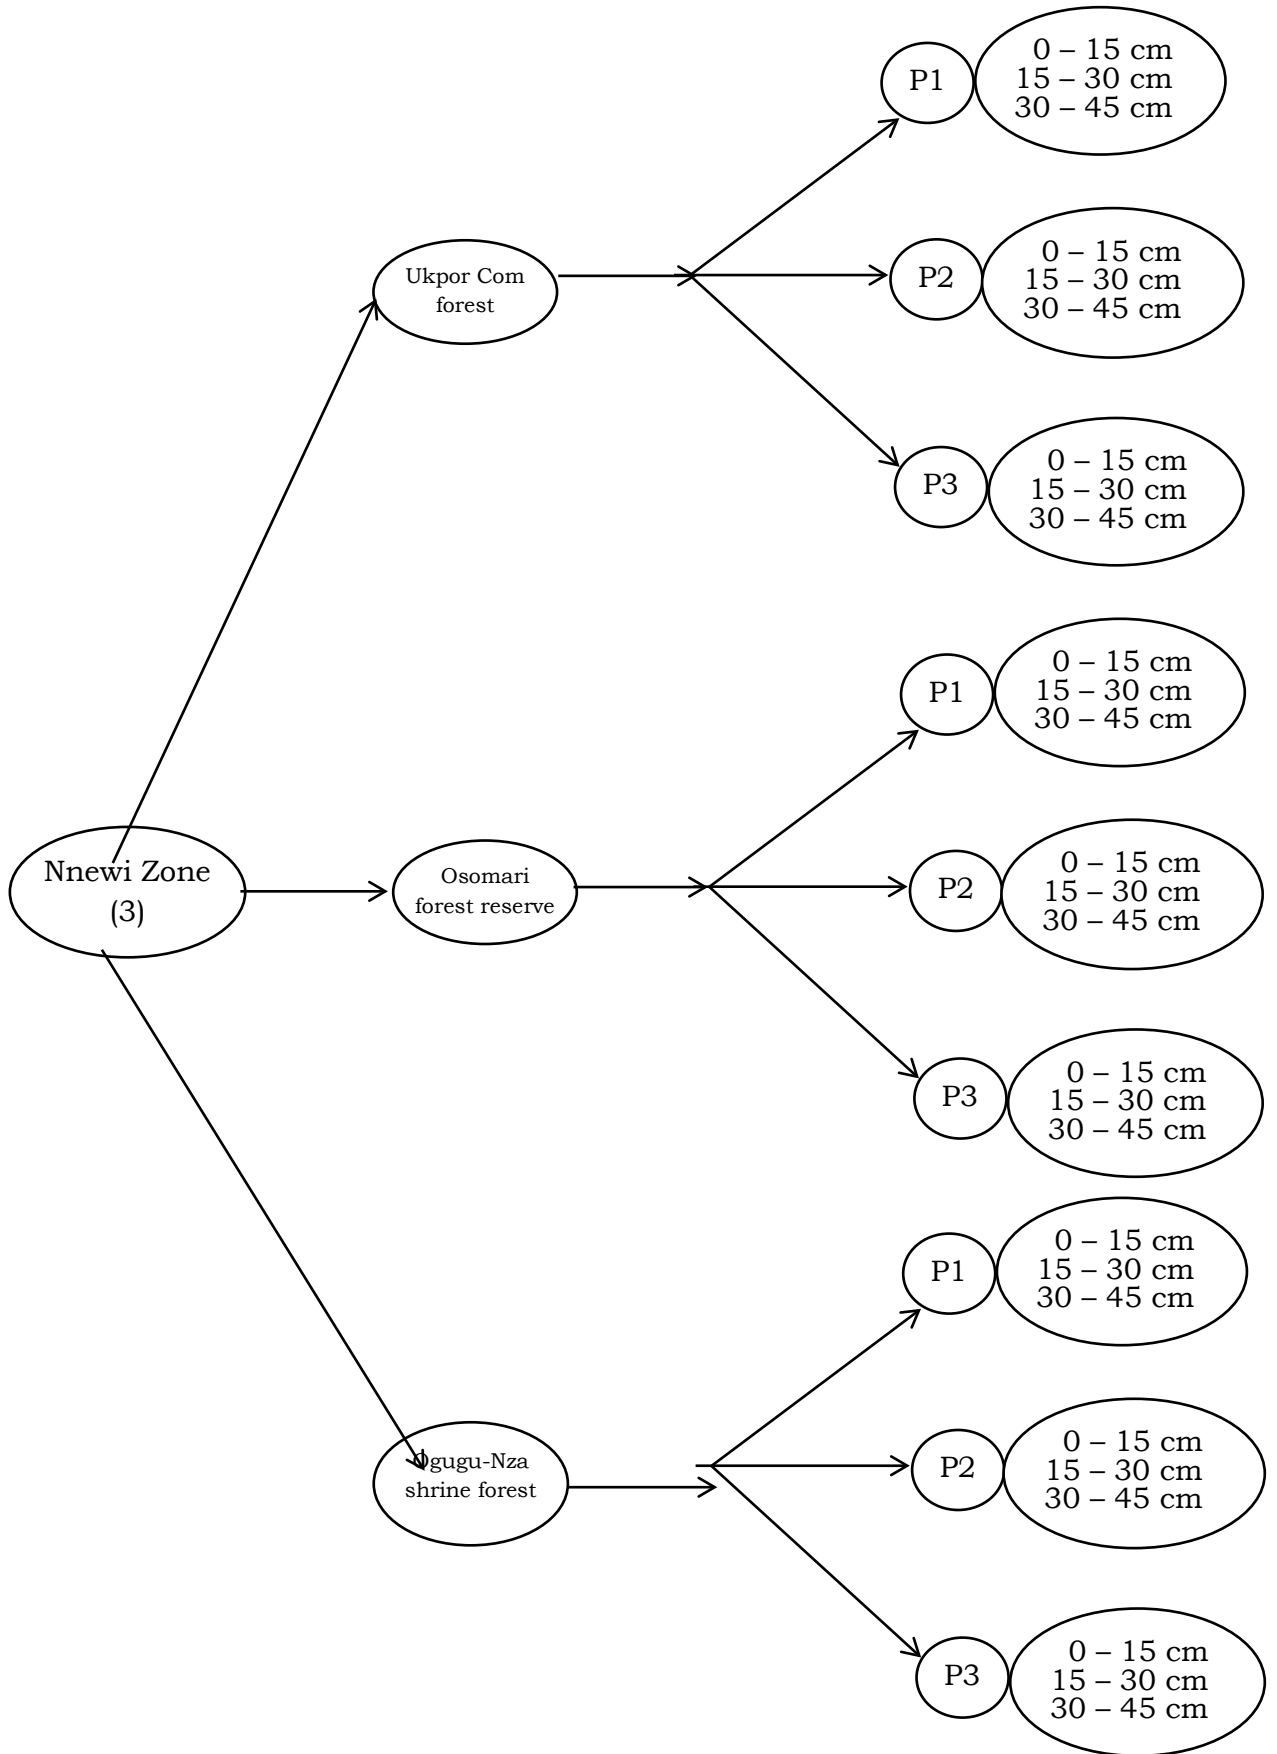 P1
0 – 15 cm
15 – 30 cm
30 – 45 cm
Ukpor Com
forest
P2
0 – 15 cm
15 – 30 cm
30 – 45 cm
P3
0 – 15 cm
15 – 30 cm
30 – 45 cm
P1
0 – 15 cm
15 – 30 cm
30 – 45 cm
Nnewi Zone
(3)
Osomari
forest reserve
P2
0 – 15 cm
15 – 30 cm
30 – 45 cm
P3
0 – 15 cm
15 – 30 cm
30 – 45 cm
P1
0 – 15 cm
15 – 30 cm
30 – 45 cm
Ogugu-Nza
shrine forest
P2
0 – 15 cm
15 – 30 cm
30 – 45 cm
P3
0 – 15 cm
15 – 30 cm
30 – 45 cm